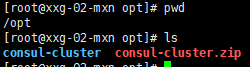 [root@xxg-02-mxn opt]# pwd
/opt
[root@xxg-02-mxn opt]# ls
consul-cluster  consul-cluster.zip
[root@xxg-02-mxn opt]#